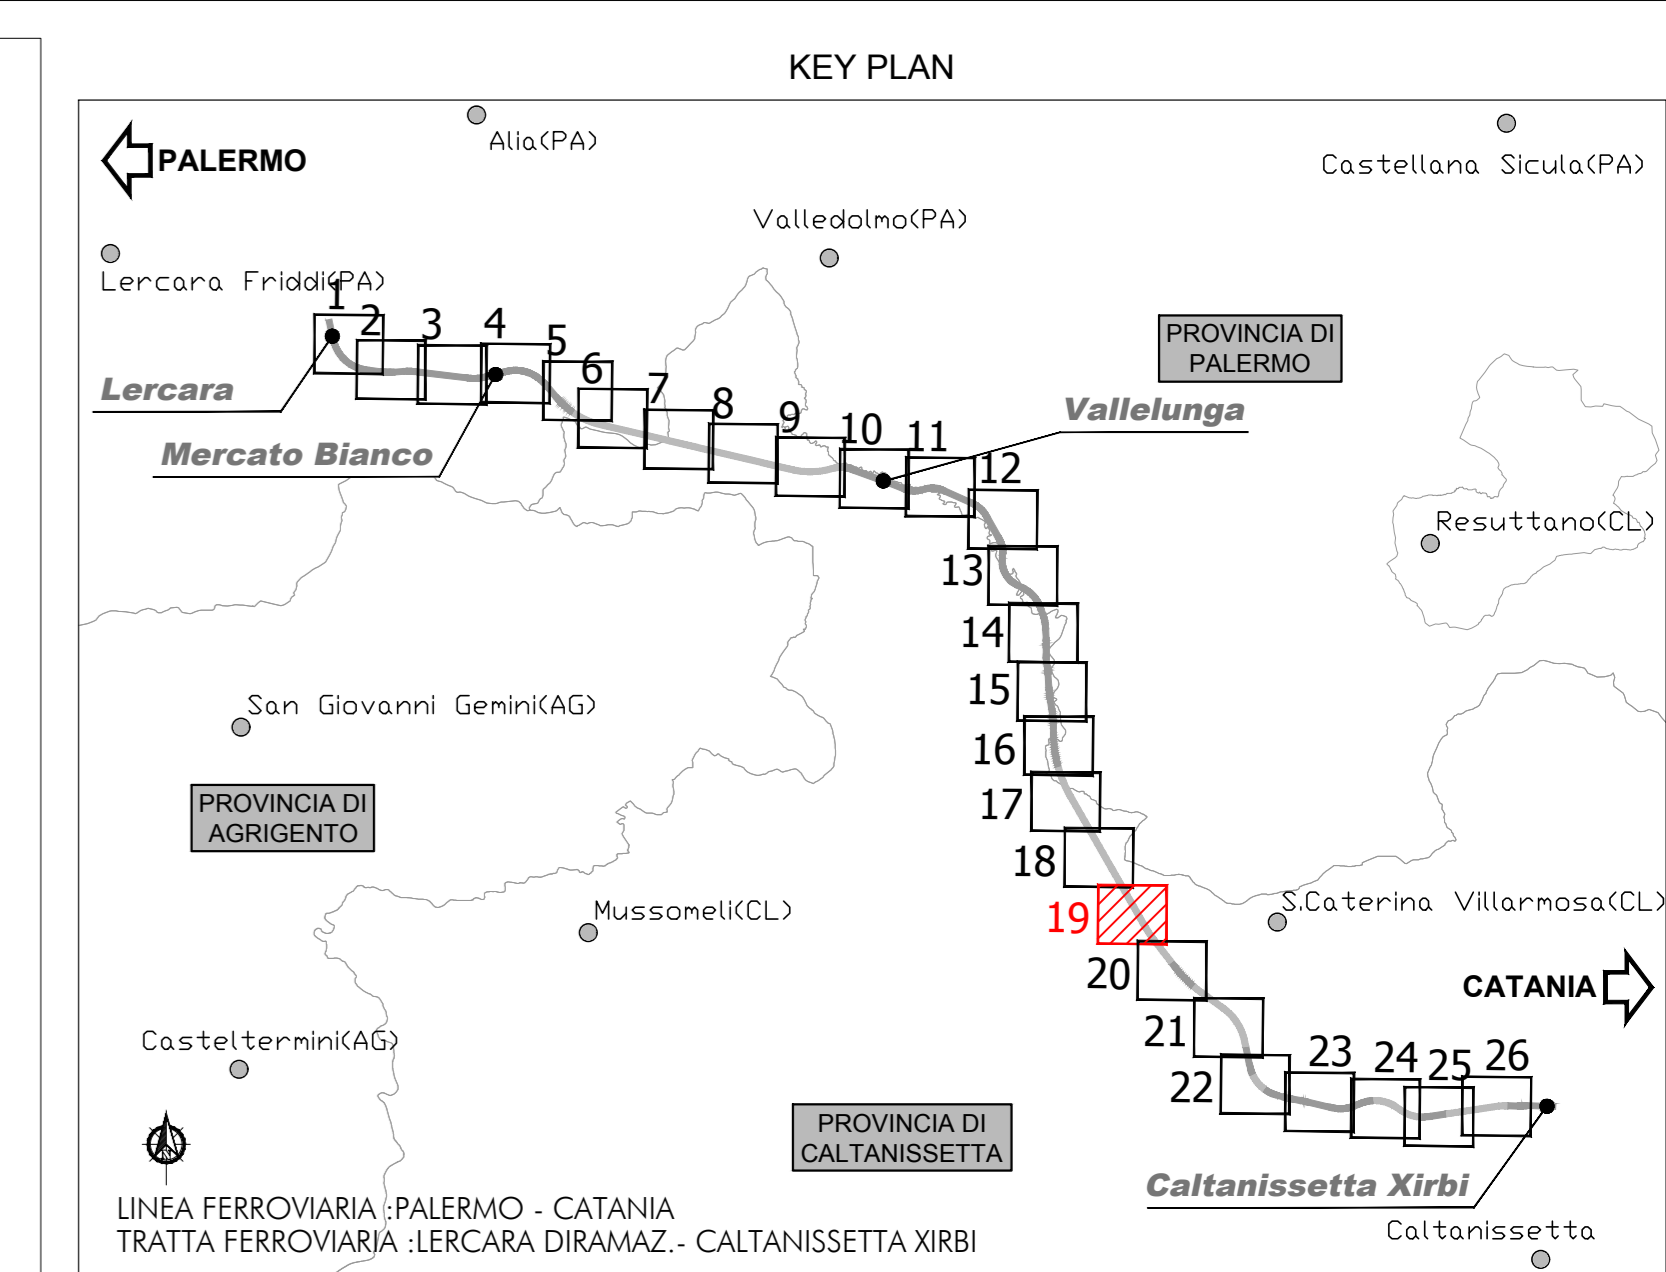 KEY PLAN
Alia(PA)
PALERMO
Castellana Sicula(PA)
Valledolmo(PA)
Lercara Friddi(PA)
1
2
3
4
5
6
7
8
9
10
11
12
PROVINCIA DI
PALERMO
Lercara
Vallelunga
Mercato Bianco
Resuttano(CL)
13
14
15
16
17
18
19
20
21
22
23
24
25
26
San Giovanni Gemini(AG)
PROVINCIA DI
AGRIGENTO
Mussomeli(CL)
S.Caterina Villarmosa(CL)
CATANIA
Casteltermini(AG)
PROVINCIA DI
CALTANISSETTA
Caltanissetta Xirbi
Caltanissetta
LINEA FERROVIARIA :PALERMO - CATANIA
TRATTA FERROVIARIA :LERCARA DIRAMAZ.- CALTANISSETTA XIRBI